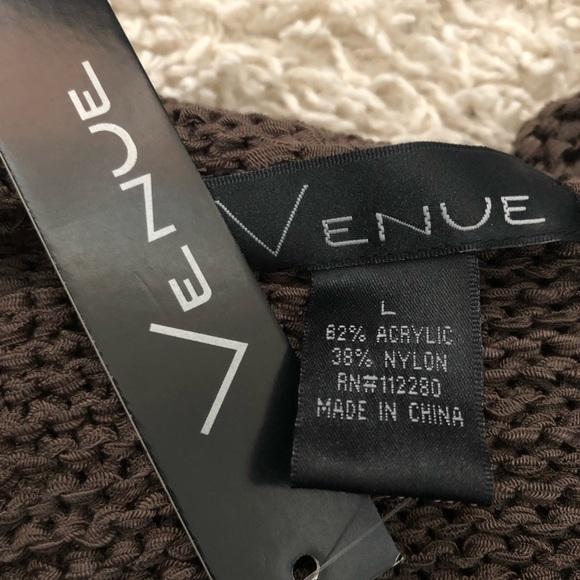 VENUE
VENUE
L
62% ACRYLIC
38% NYLON
RN#112280
MADE IN CHINA